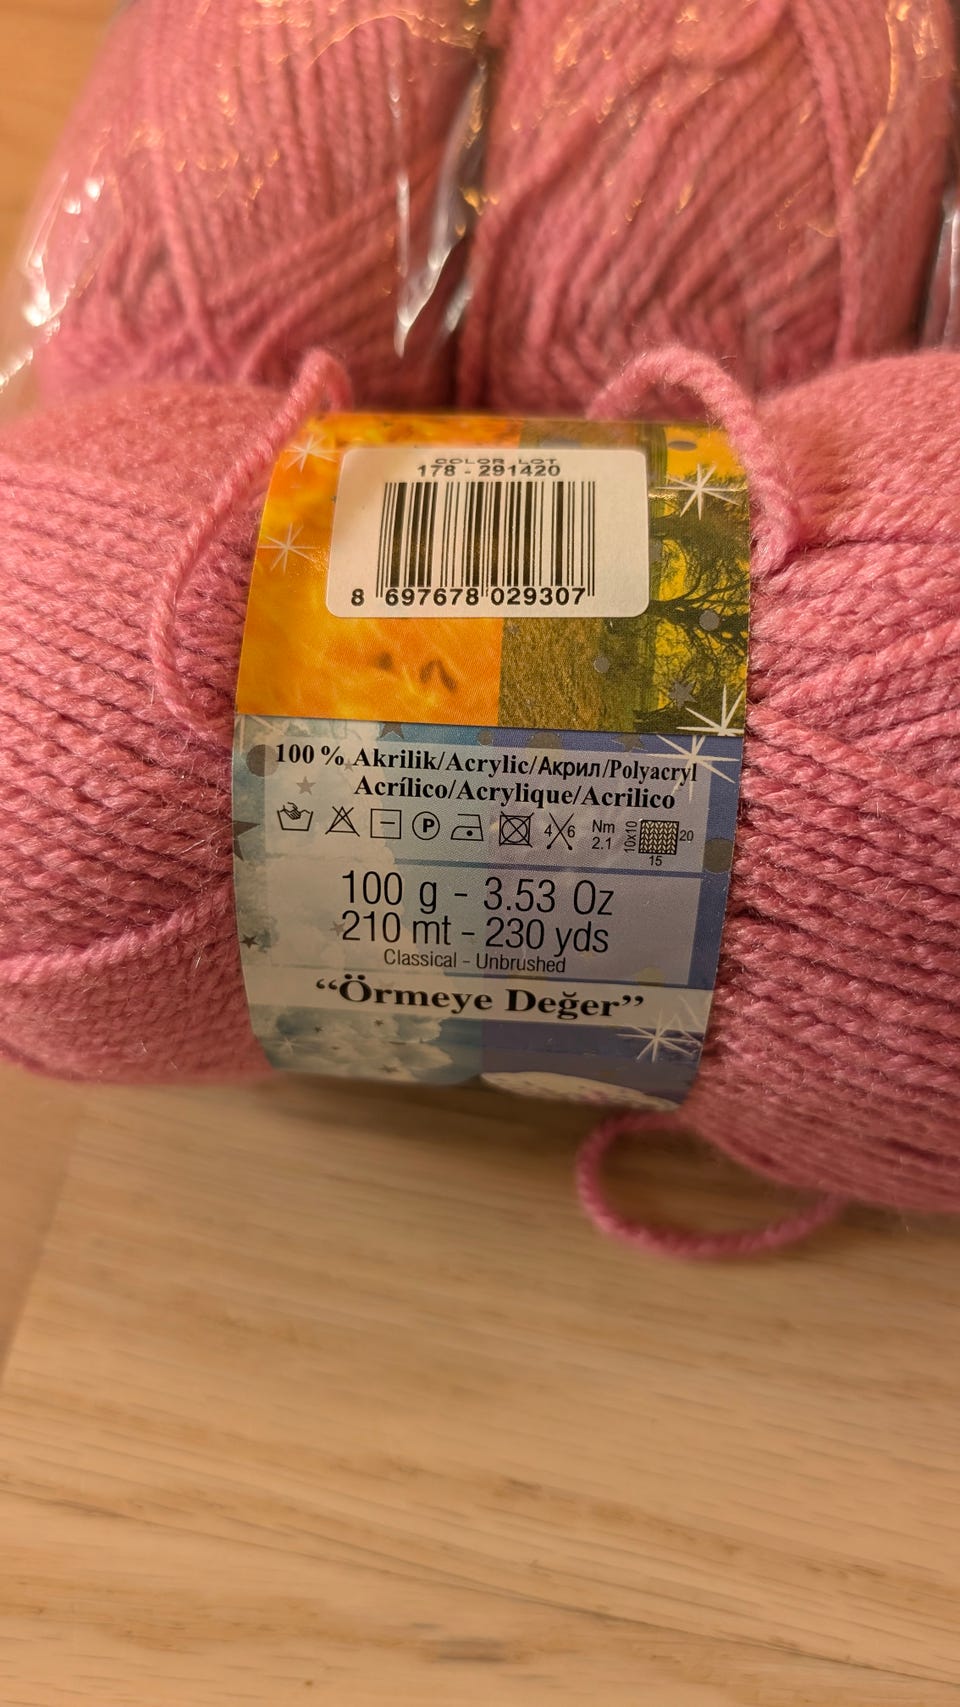 COLOR LOT
178 - 291420
8 697678 029307
100 % Akrilik/Acrylic/Акрил/Polyacryl
Acrílico/Acrylique/Acrilico
P
4 6
Nm
2.1
10x10
20
15
100 g - 3.53 Oz
210 mt - 230 yds
Classical - Unbrushed
“Örmeye Değer”